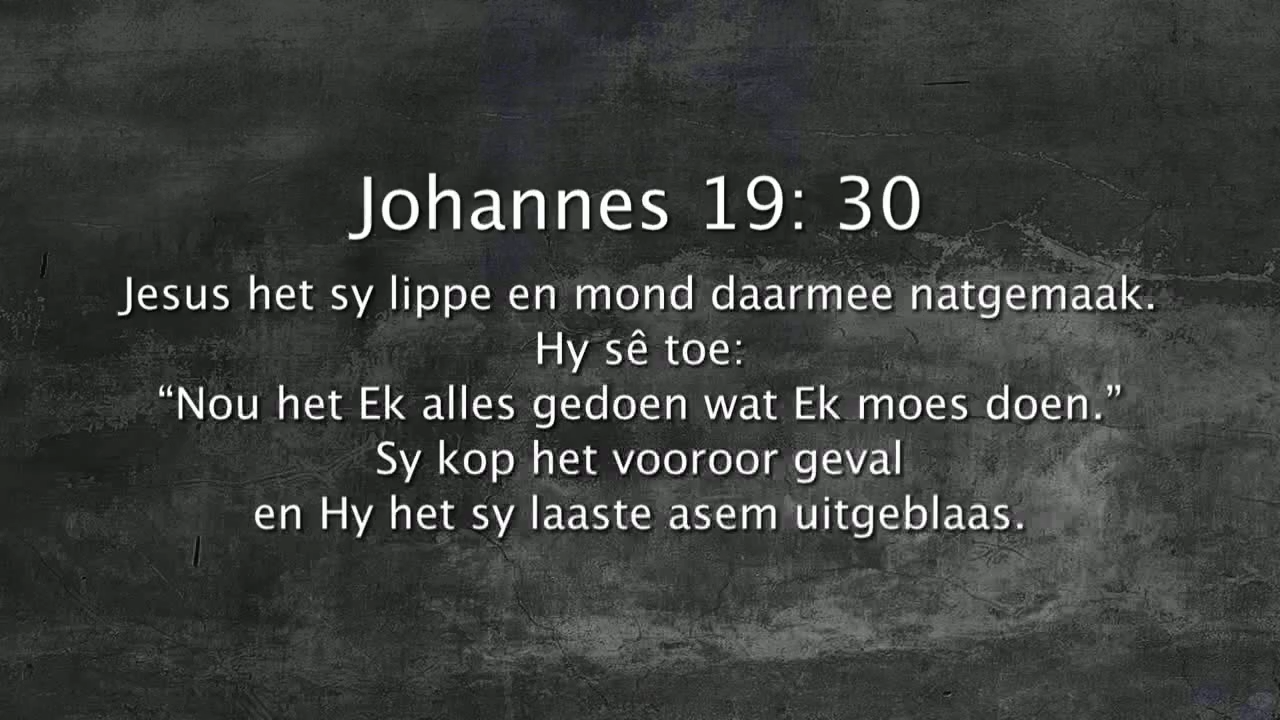 Johannes 19: 30
Jesus het sy lippe en mond daarmee natgemaak.
Hy sê toe:
“Nou het Ek alles gedoen wat Ek moes doen.”
Sy kop het vooroor geval
en Hy het sy laaste asem uitgeblaas.